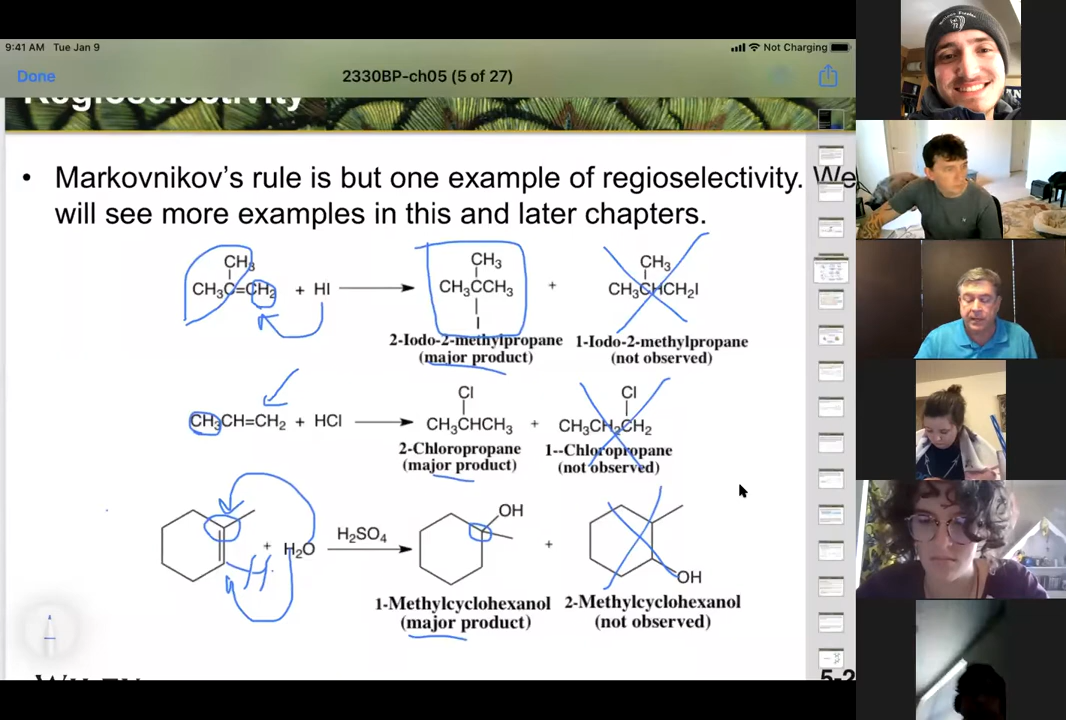 9:41 AM Tue Jan 9
Not Charging
Done
2330BP-ch05 (5 of 27)
Regioselectivity
• Markovnikov's rule is but one example of regioselectivity. We
will see more examples in this and later chapters.
CH3
CH3C=CH2 + HI
CH3
CH3CCH3
I
+
CH3
CH3CHCH2I
2-Iodo-2-methylpropane
(major product)
1-Iodo-2-methylpropane
(not observed)
CH3CH=CH2 + HCl
Cl
CH3CHCH3
+
Cl
CH3CH2CH2
2-Chloropropane
(major product)
1--Chloropropane
(not observed)
+ H2O
H
H2SO4
OH
+
OH
1-Methylcyclohexanol
(major product)
2-Methylcyclohexanol
(not observed)